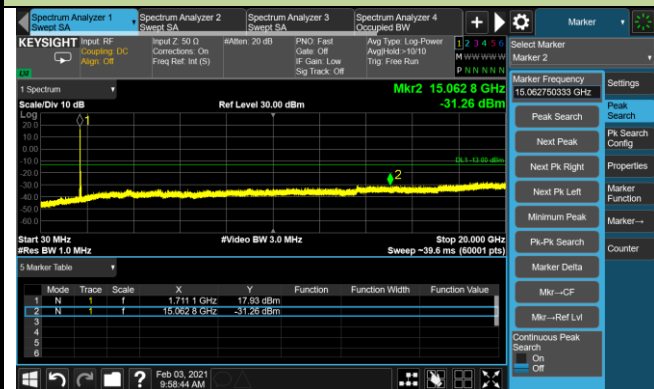 Spectrum Analyzer 1
Swept SA
Spectrum Analyzer 2
Swept SA
Spectrum Analyzer 3
Swept SA
Spectrum Analyzer 4
Occupied BW
Marker
KEYSIGHT
Input: RF
Coupling: DC
Align: Off
Input Z: 50 Ω
Corrections: On
Freq Ref: Int (S)
#Atten: 20 dB
PNO: Fast
Gate: Off
IF Gain: Low
Sig Track: Off
Avg Type: Log-Power
Avg|Hold:>10/10
Trig: Free Run
1 2 3 4 5 6
M W W W W W
P N N N N N
LXI
Select Marker
Marker 2
1 Spectrum
Scale/Div 10 dB
Log
Ref Level 30.00 dBm
Mkr2 15.062 8 GHz
-31.26 dBm
20.0
10.0
0.00
-10.0
-20.0
-30.0
-40.0
-50.0
-60.0
1
2
DL1 -13.00 dBm
Start 30 MHz
#Res BW 1.0 MHz
#Video BW 3.0 MHz
Stop 20.000 GHz
Sweep ~39.6 ms (60001 pts)
5 Marker Table
Mode Trace Scale X Y Function Function Width Function Value
1 N 1 f 1.711 1 GHz 17.93 dBm
2 N 1 f 15.062 8 GHz -31.26 dBm
3
4
5
6
Marker Frequency
15.062750333 GHz
Peak Search
Next Peak
Next Pk Right
Next Pk Left
Minimum Peak
Pk-Pk Search
Marker Delta
Mkr→CF
Mkr→Ref Lvl
Continuous Peak
Search
On
Off
Settings
Peak
Search
Pk Search
Config
Properties
Marker
Function
Marker→
Counter
?
Feb 03, 2021
9:58:44 AM